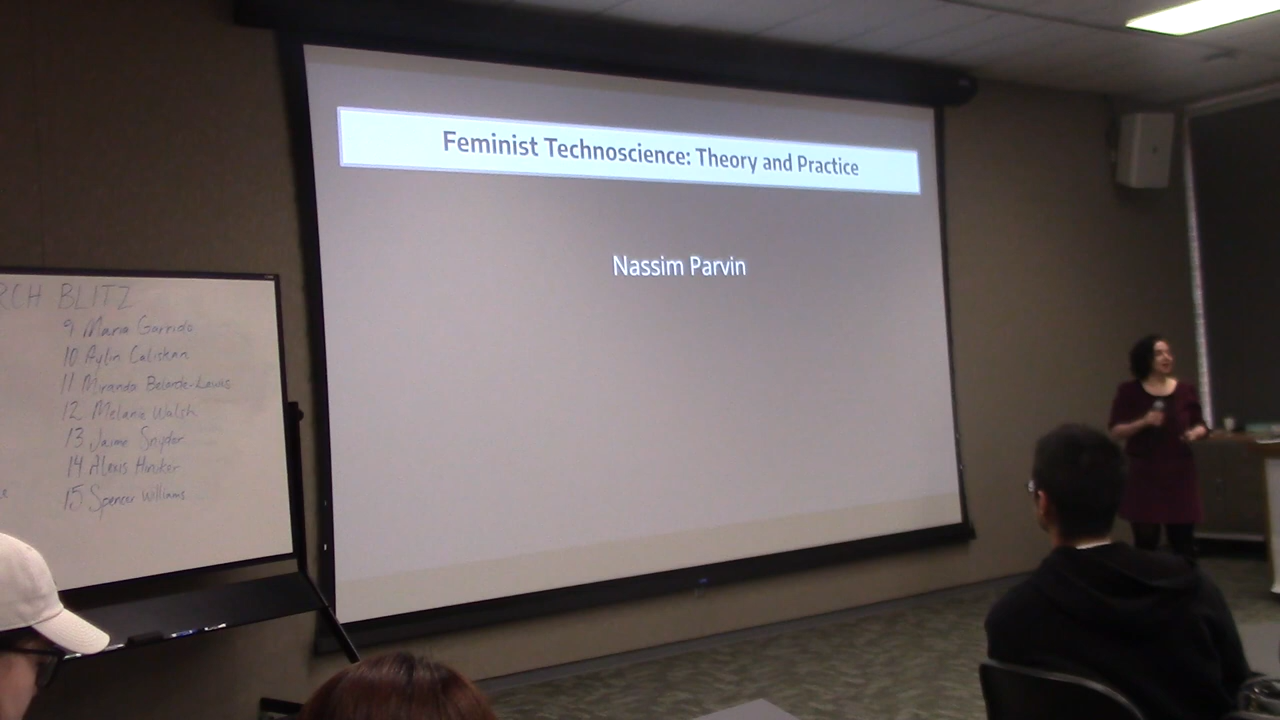 Feminist Technoscience: Theory and Practice
Nassim Parvin
RCH BLITZ
9 Maria Garrido
10 Aylin Caliskan
11 Miranda Belarde-Lewis
12 Melanie Walsh
13 Jaime Snyder
14 Alexis Hiniker
15 Spencer Williams